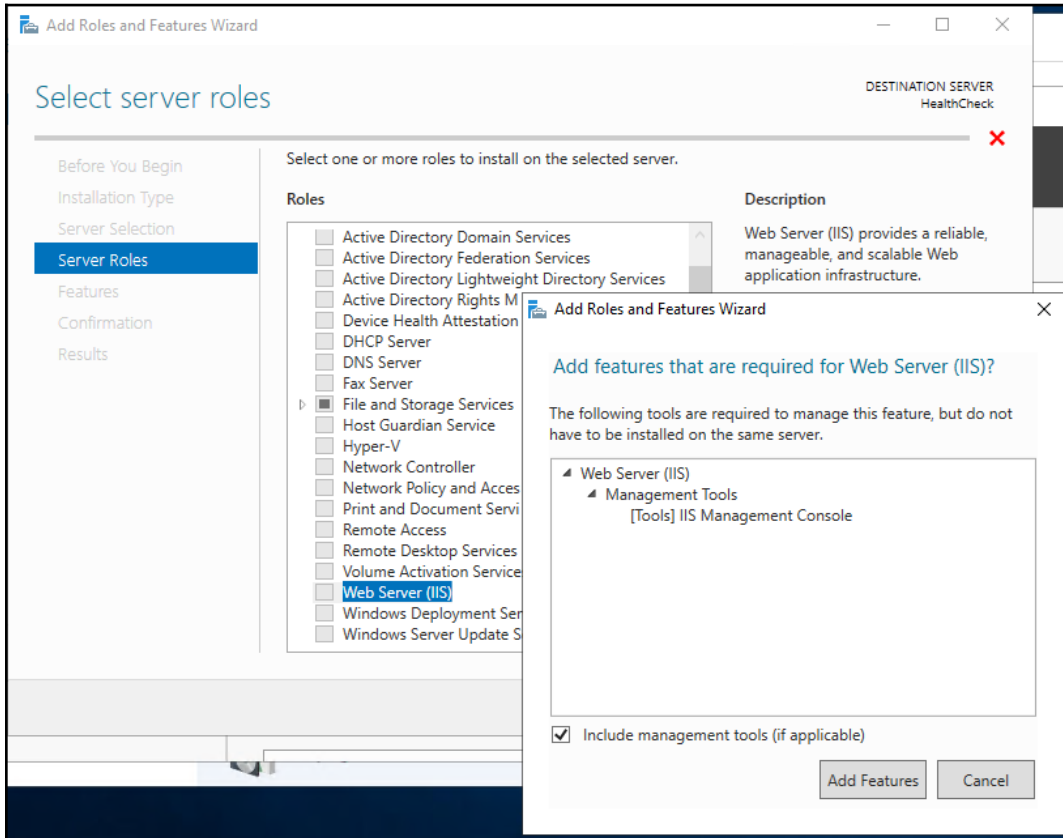 Add Roles and Features Wizard
Select server roles
DESTINATION SERVER
HealthCheck
Before You Begin
Installation Type
Server Selection
Server Roles
Features
Confirmation
Results
Select one or more roles to install on the selected server.
Roles
Active Directory Domain Services
Active Directory Federation Services
Active Directory Lightweight Directory Services
Active Directory Rights M
Device Health Attestation
DHCP Server
DNS Server
Fax Server
File and Storage Services
Host Guardian Service
Hyper-V
Network Controller
Network Policy and Acces
Print and Document Servi
Remote Access
Remote Desktop Services
Volume Activation Service
Web Server (IIS)
Windows Deployment Ser
Windows Server Update S
Description
Web Server (IIS) provides a reliable,
manageable, and scalable Web
application infrastructure.
Add Roles and Features Wizard
Add features that are required for Web Server (IIS)?
The following tools are required to manage this feature, but do not
have to be installed on the same server.
Web Server (IIS)
Management Tools
[Tools] IIS Management Console
Include management tools (if applicable)
Add Features
Cancel